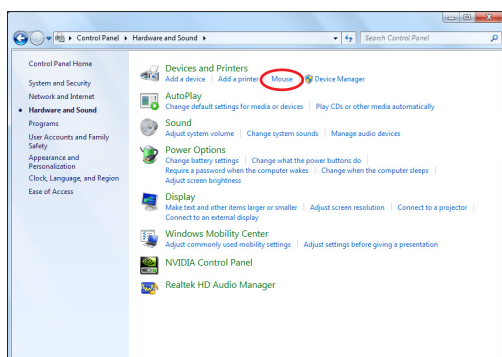 Control Panel ▸ Hardware and Sound ▸
Search Control Panel
Control Panel Home
System and Security
Network and Internet
Hardware and Sound
Programs
User Accounts and Family
Safety
Appearance and
Personalization
Clock, Language, and Region
Ease of Access
Devices and Printers
Add a device Add a printer Mouse Device Manager
AutoPlay
Change default settings for media or devices Play CDs or other media automatically
Sound
Adjust system volume Change system sounds Manage audio devices
Power Options
Change battery settings Change what the power buttons do
Require a password when the computer wakes Change when the computer sleeps
Adjust screen brightness
Display
Make text and other items larger or smaller Adjust screen resolution Connect to a projector
Connect to an external display
Windows Mobility Center
Adjust commonly used mobility settings Adjust settings before giving a presentation
NVIDIA Control Panel
Realtek HD Audio Manager